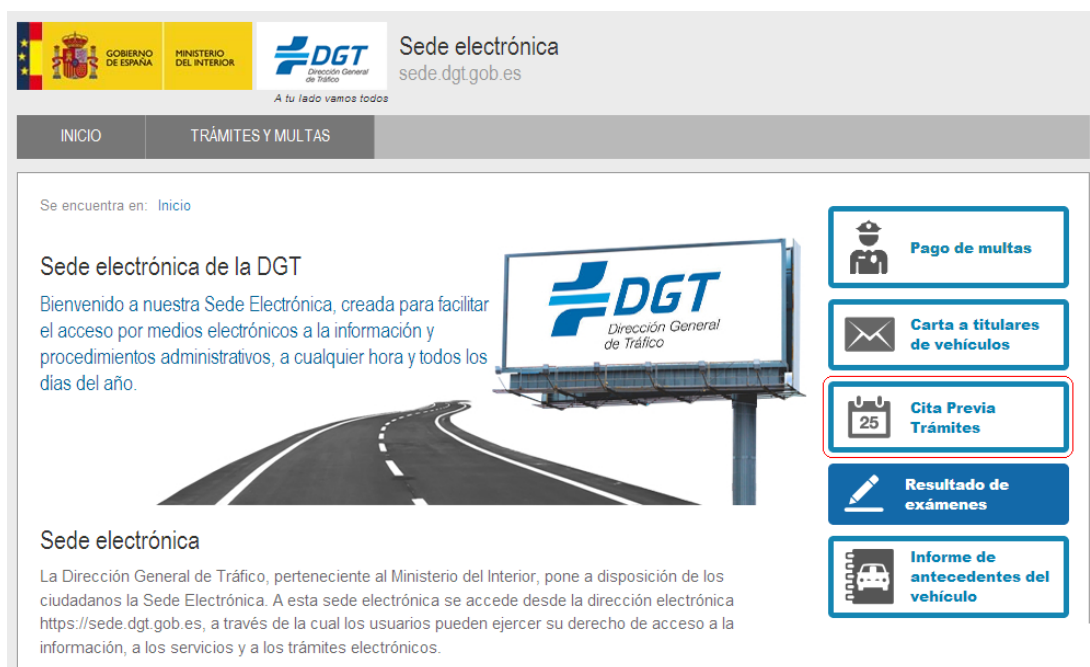 GOBIERNO
DE ESPAÑA
MINISTERIO
DEL INTERIOR
DGT
Dirección General
de Tráfico
A tu lado vamos todos
Sede electrónica
sede.dgt.gob.es
INICIO
TRÁMITES Y MULTAS
Se encuentra en: Inicio
Sede electrónica de la DGT
Bienvenido a nuestra Sede Electrónica, creada para facilitar
el acceso por medios electrónicos a la información y
procedimientos administrativos, a cualquier hora y todos los
días del año.
DGT
Dirección General
de Tráfico
Sede electrónica
La Dirección General de Tráfico, perteneciente al Ministerio del Interior, pone a disposición de los
ciudadanos la Sede Electrónica. A esta sede electrónica se accede desde la dirección electrónica
https://sede.dgt.gob.es, a través de la cual los usuarios pueden ejercer su derecho de acceso a la
información, a los servicios y a los trámites electrónicos.
Pago de multas
Carta a titulares
de vehículos
25
Cita Previa
Trámites
Resultado de
exámenes
Informe de
antecedentes del
vehículo